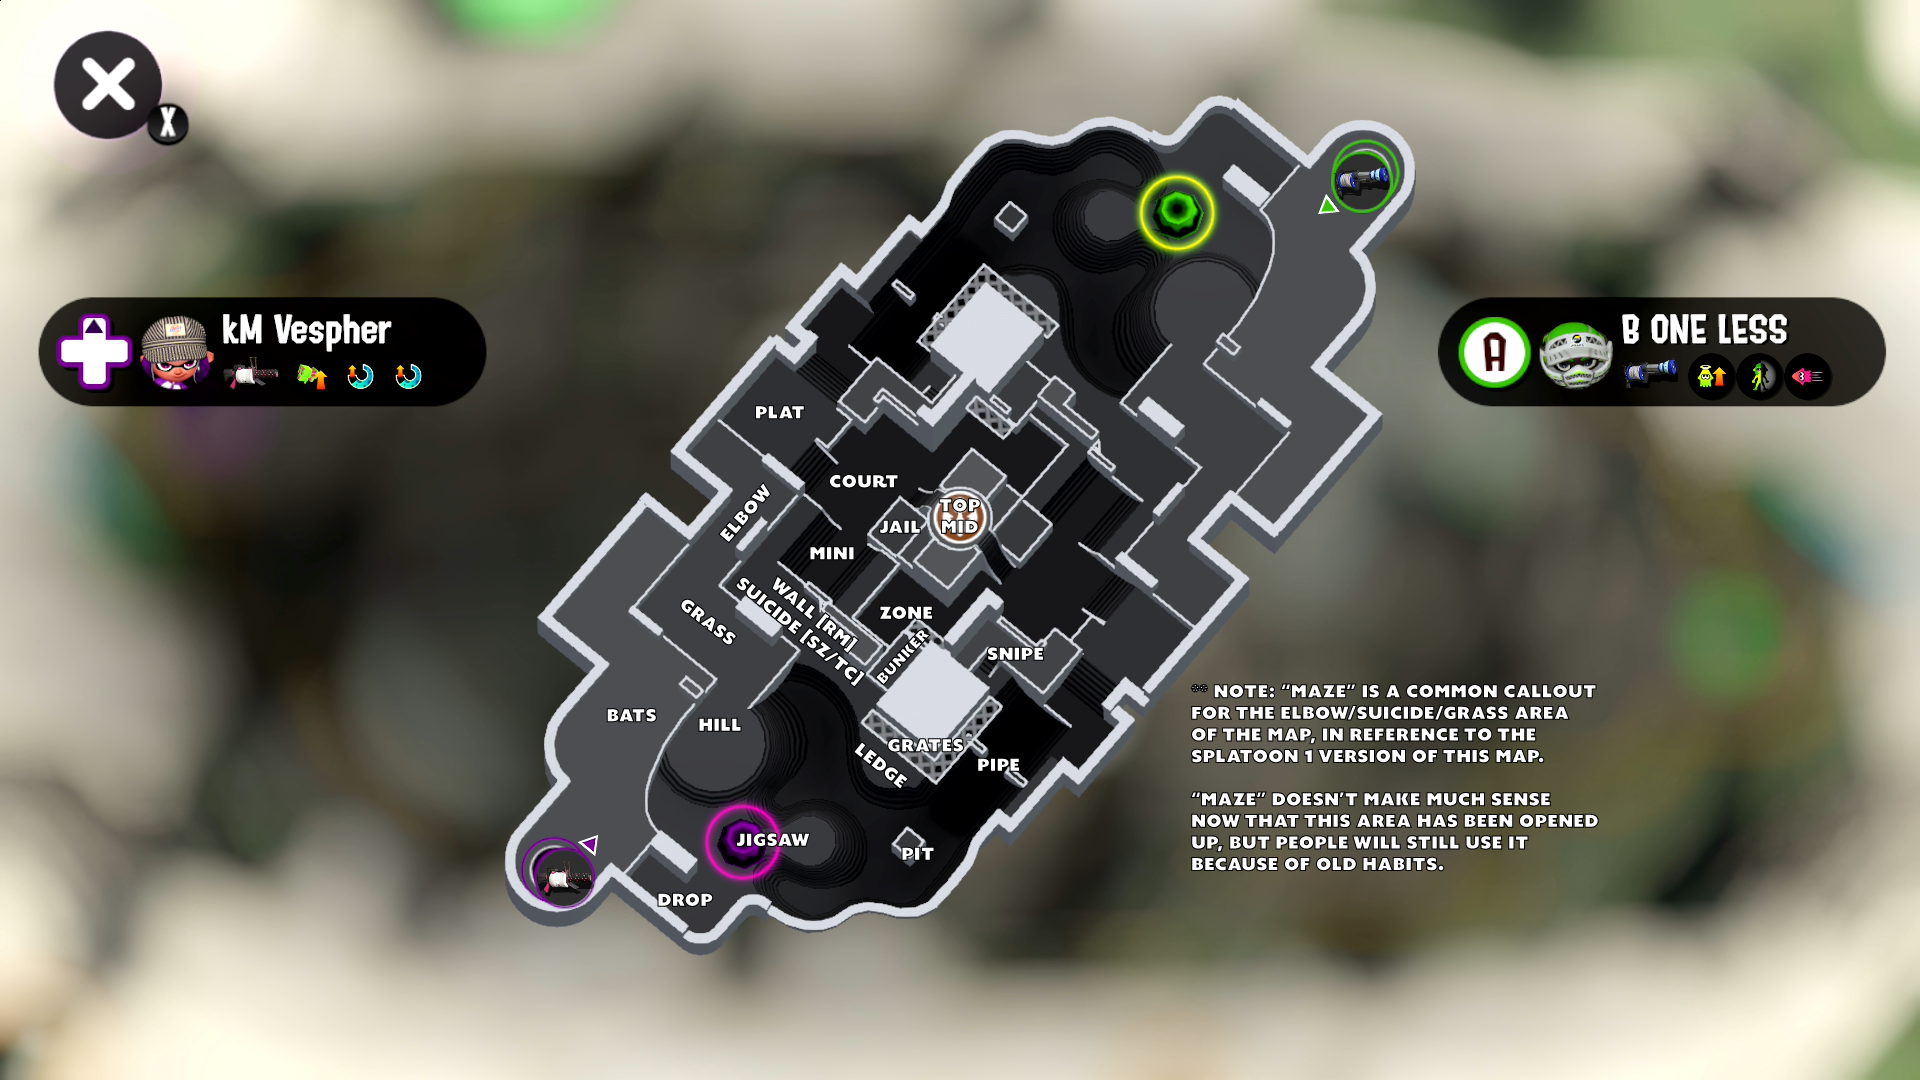 X
kM Vespher
A
B ONE LESS
PLAT
COURT
ELBOW
TOP
MID
JAIL
MINI
WALL [RM]
SUICIDE [SZ/TC]
GRASS
ZONE
BUNKER
SNIPE
BATS
HILL
GRATES
LEDGE
PIPE
JIGSAW
PIT
DROP
** NOTE: "MAZE" IS A COMMON CALLOUT
FOR THE ELBOW/SUICIDE/GRASS AREA
OF THE MAP, IN REFERENCE TO THE
SPLATOON 1 VERSION OF THIS MAP.
"MAZE" DOESN'T MAKE MUCH SENSE
NOW THAT THIS AREA HAS BEEN OPENED
UP, BUT PEOPLE WILL STILL USE IT
BECAUSE OF OLD HABITS.